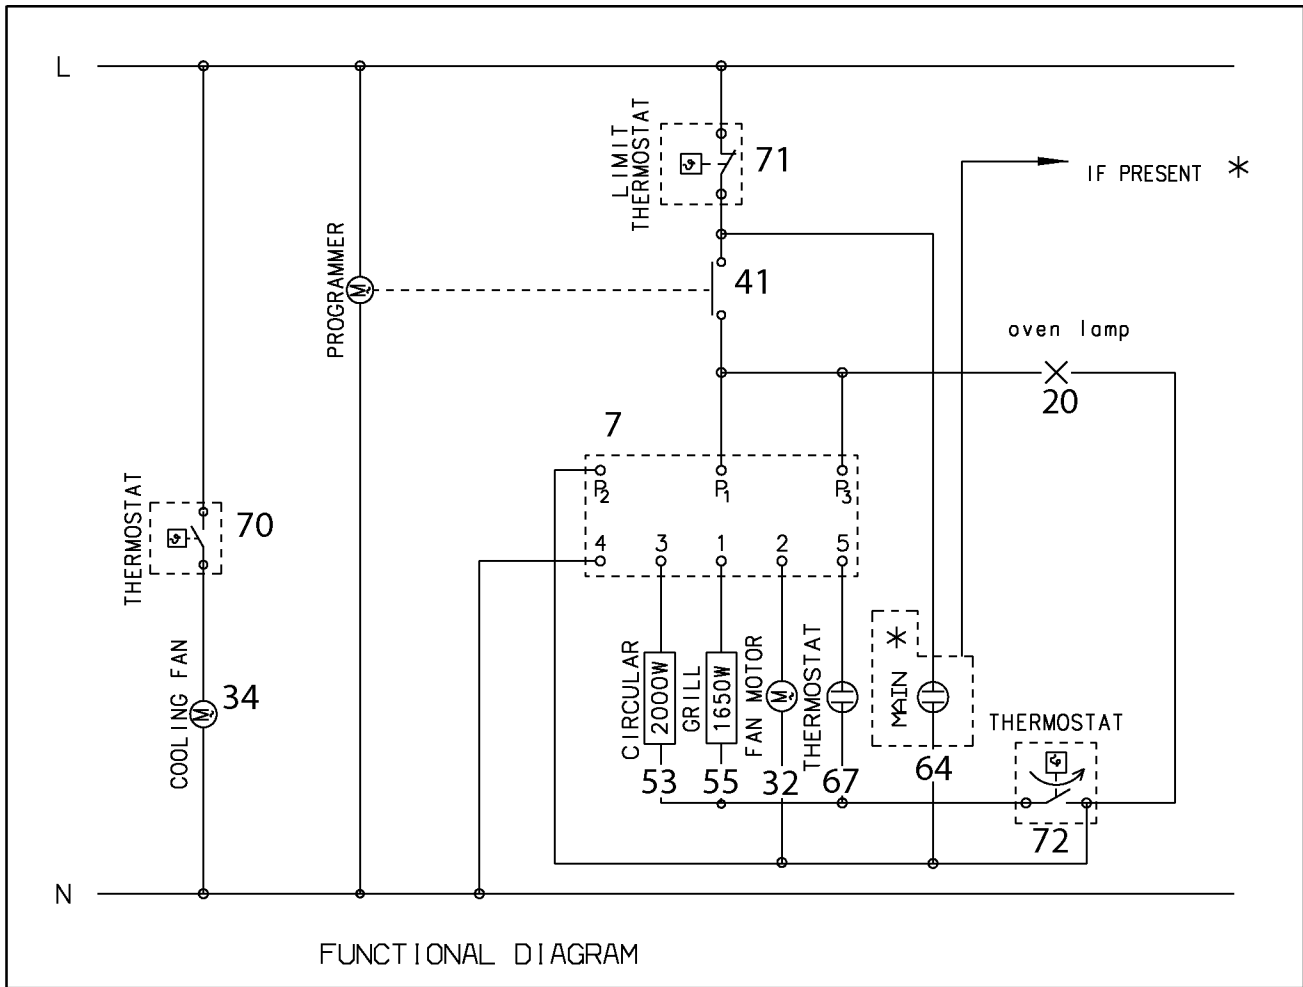 L
LIMIT
THERMOSTAT
71
IF PRESENT *
PROGRAMMER
M
41
oven lamp
20
7
P2
P1
P3
THERMOSTAT
70
4
3
1
2
5
COOLING FAN
M
34
CIRCULAR
2000W
GRILL
1650W
FAN MOTOR
M
THERMOSTAT
MAIN *
THERMOSTAT
53
55
32
67
64
72
N
FUNCTIONAL DIAGRAM